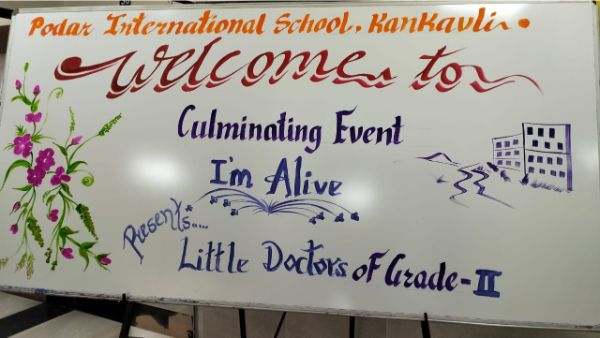 Podar International School, Kankavli.
Welcome to
Culminating Event
I'm Alive
Presents.....
Little Doctors of Grade-II